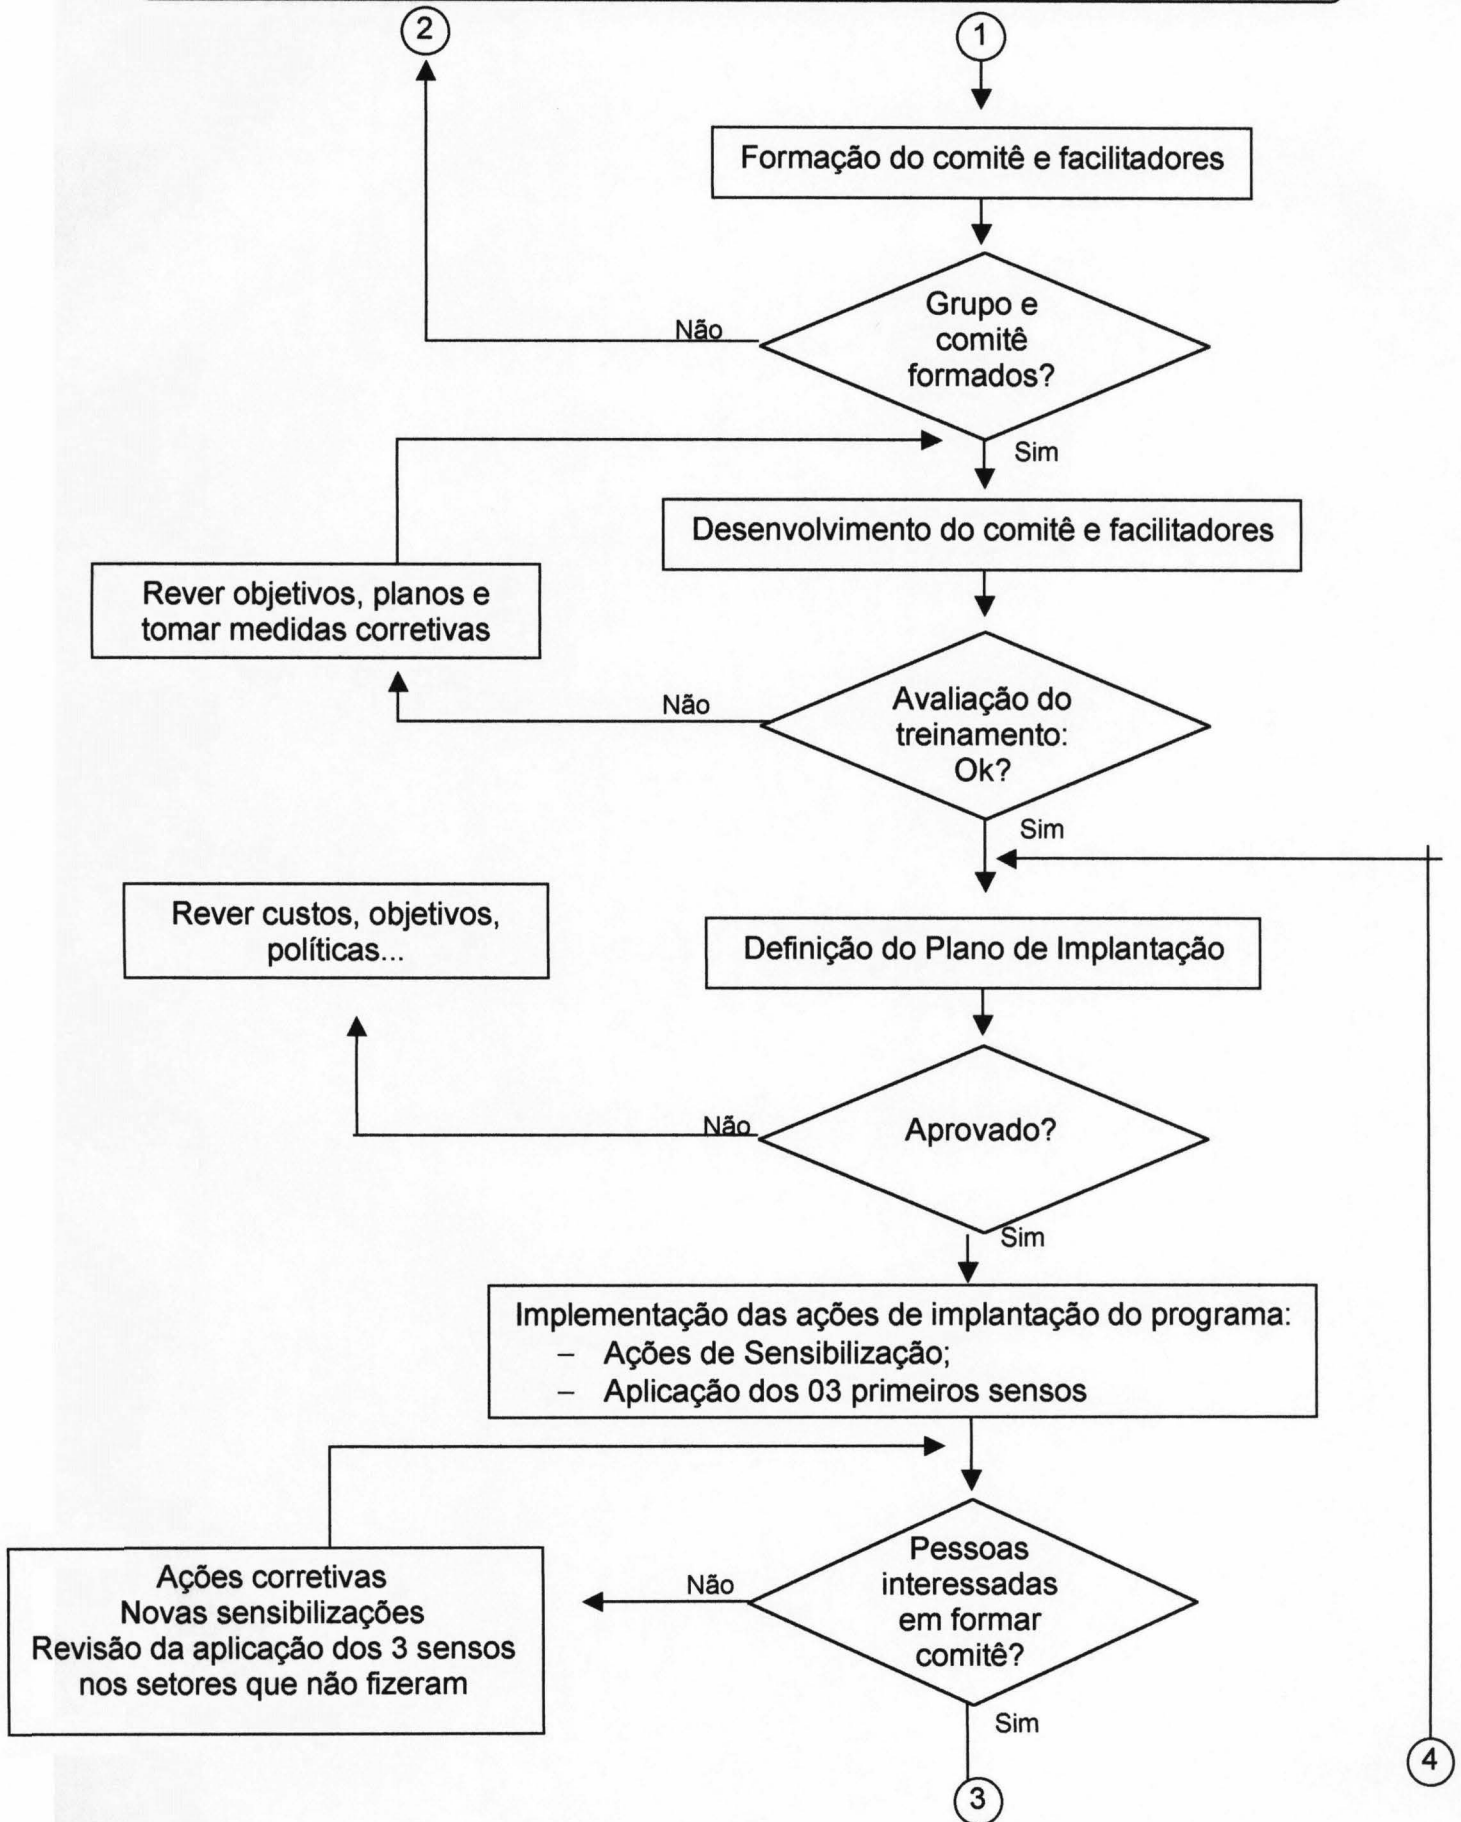 2
1
Formação do comitê e facilitadores
Grupo e
comitê
formados?
Não
Sim
Desenvolvimento do comitê e facilitadores
Rever objetivos, planos e
tomar medidas corretivas
Avaliação do
treinamento:
Ok?
Não
Sim
Rever custos, objetivos,
políticas...
Definição do Plano de Implantação
Aprovado?
Não
Sim
Implementação das ações de implantação do programa:
– Ações de Sensibilização;
– Aplicação dos 03 primeiros sensos
Pessoas
interessadas
em formar
comitê?
Não
Ações corretivas
Novas sensibilizações
Revisão da aplicação dos 3 sensos
nos setores que não fizeram
Sim
4
3